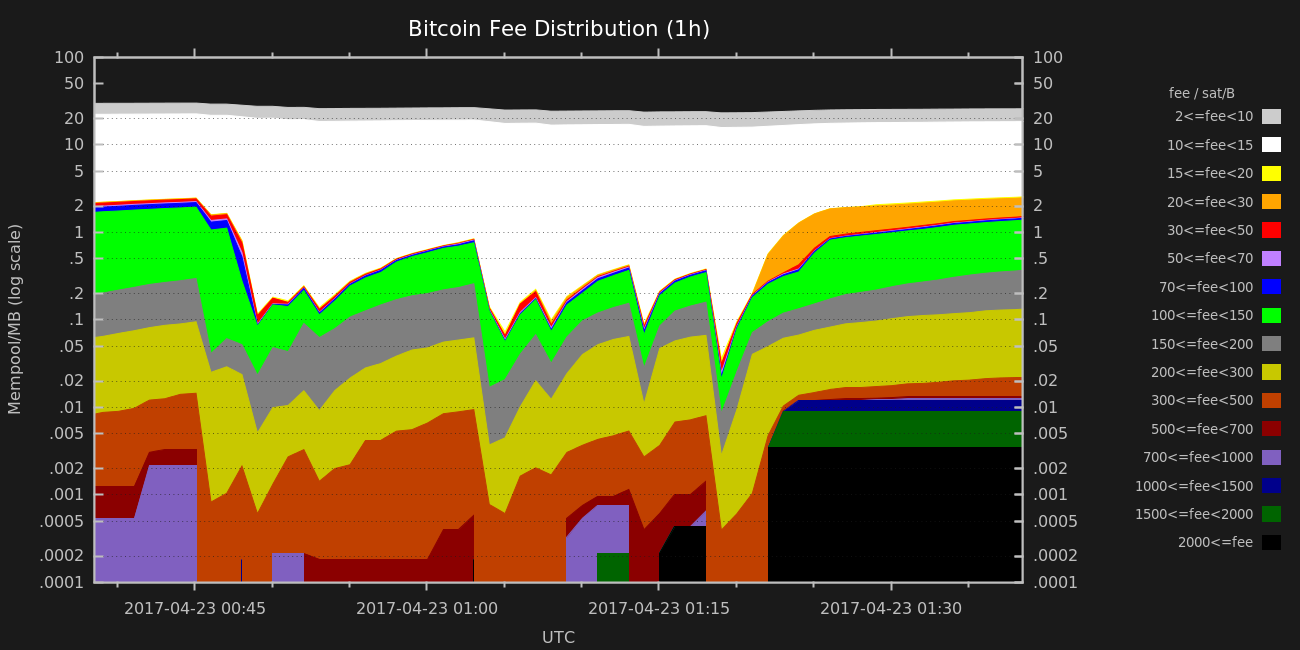 Bitcoin Fee Distribution (1h)
100 100
50 50
20 20
10 10
5 5
2 2
1 1
.5 .5
.2 .2
.1 .1
.05 .05
.02 .02
.01 .01
.005 .005
.002 .002
.001 .001
.0005 .0005
.0002 .0002
.0001 .0001
Mempool/MB (log scale)
2017-04-23 00:45 2017-04-23 01:00 2017-04-23 01:15 2017-04-23 01:30
UTC
fee / sat/B
2<=fee<10
10<=fee<15
15<=fee<20
20<=fee<30
30<=fee<50
50<=fee<70
70<=fee<100
100<=fee<150
150<=fee<200
200<=fee<300
300<=fee<500
500<=fee<700
700<=fee<1000
1000<=fee<1500
1500<=fee<2000
2000<=fee